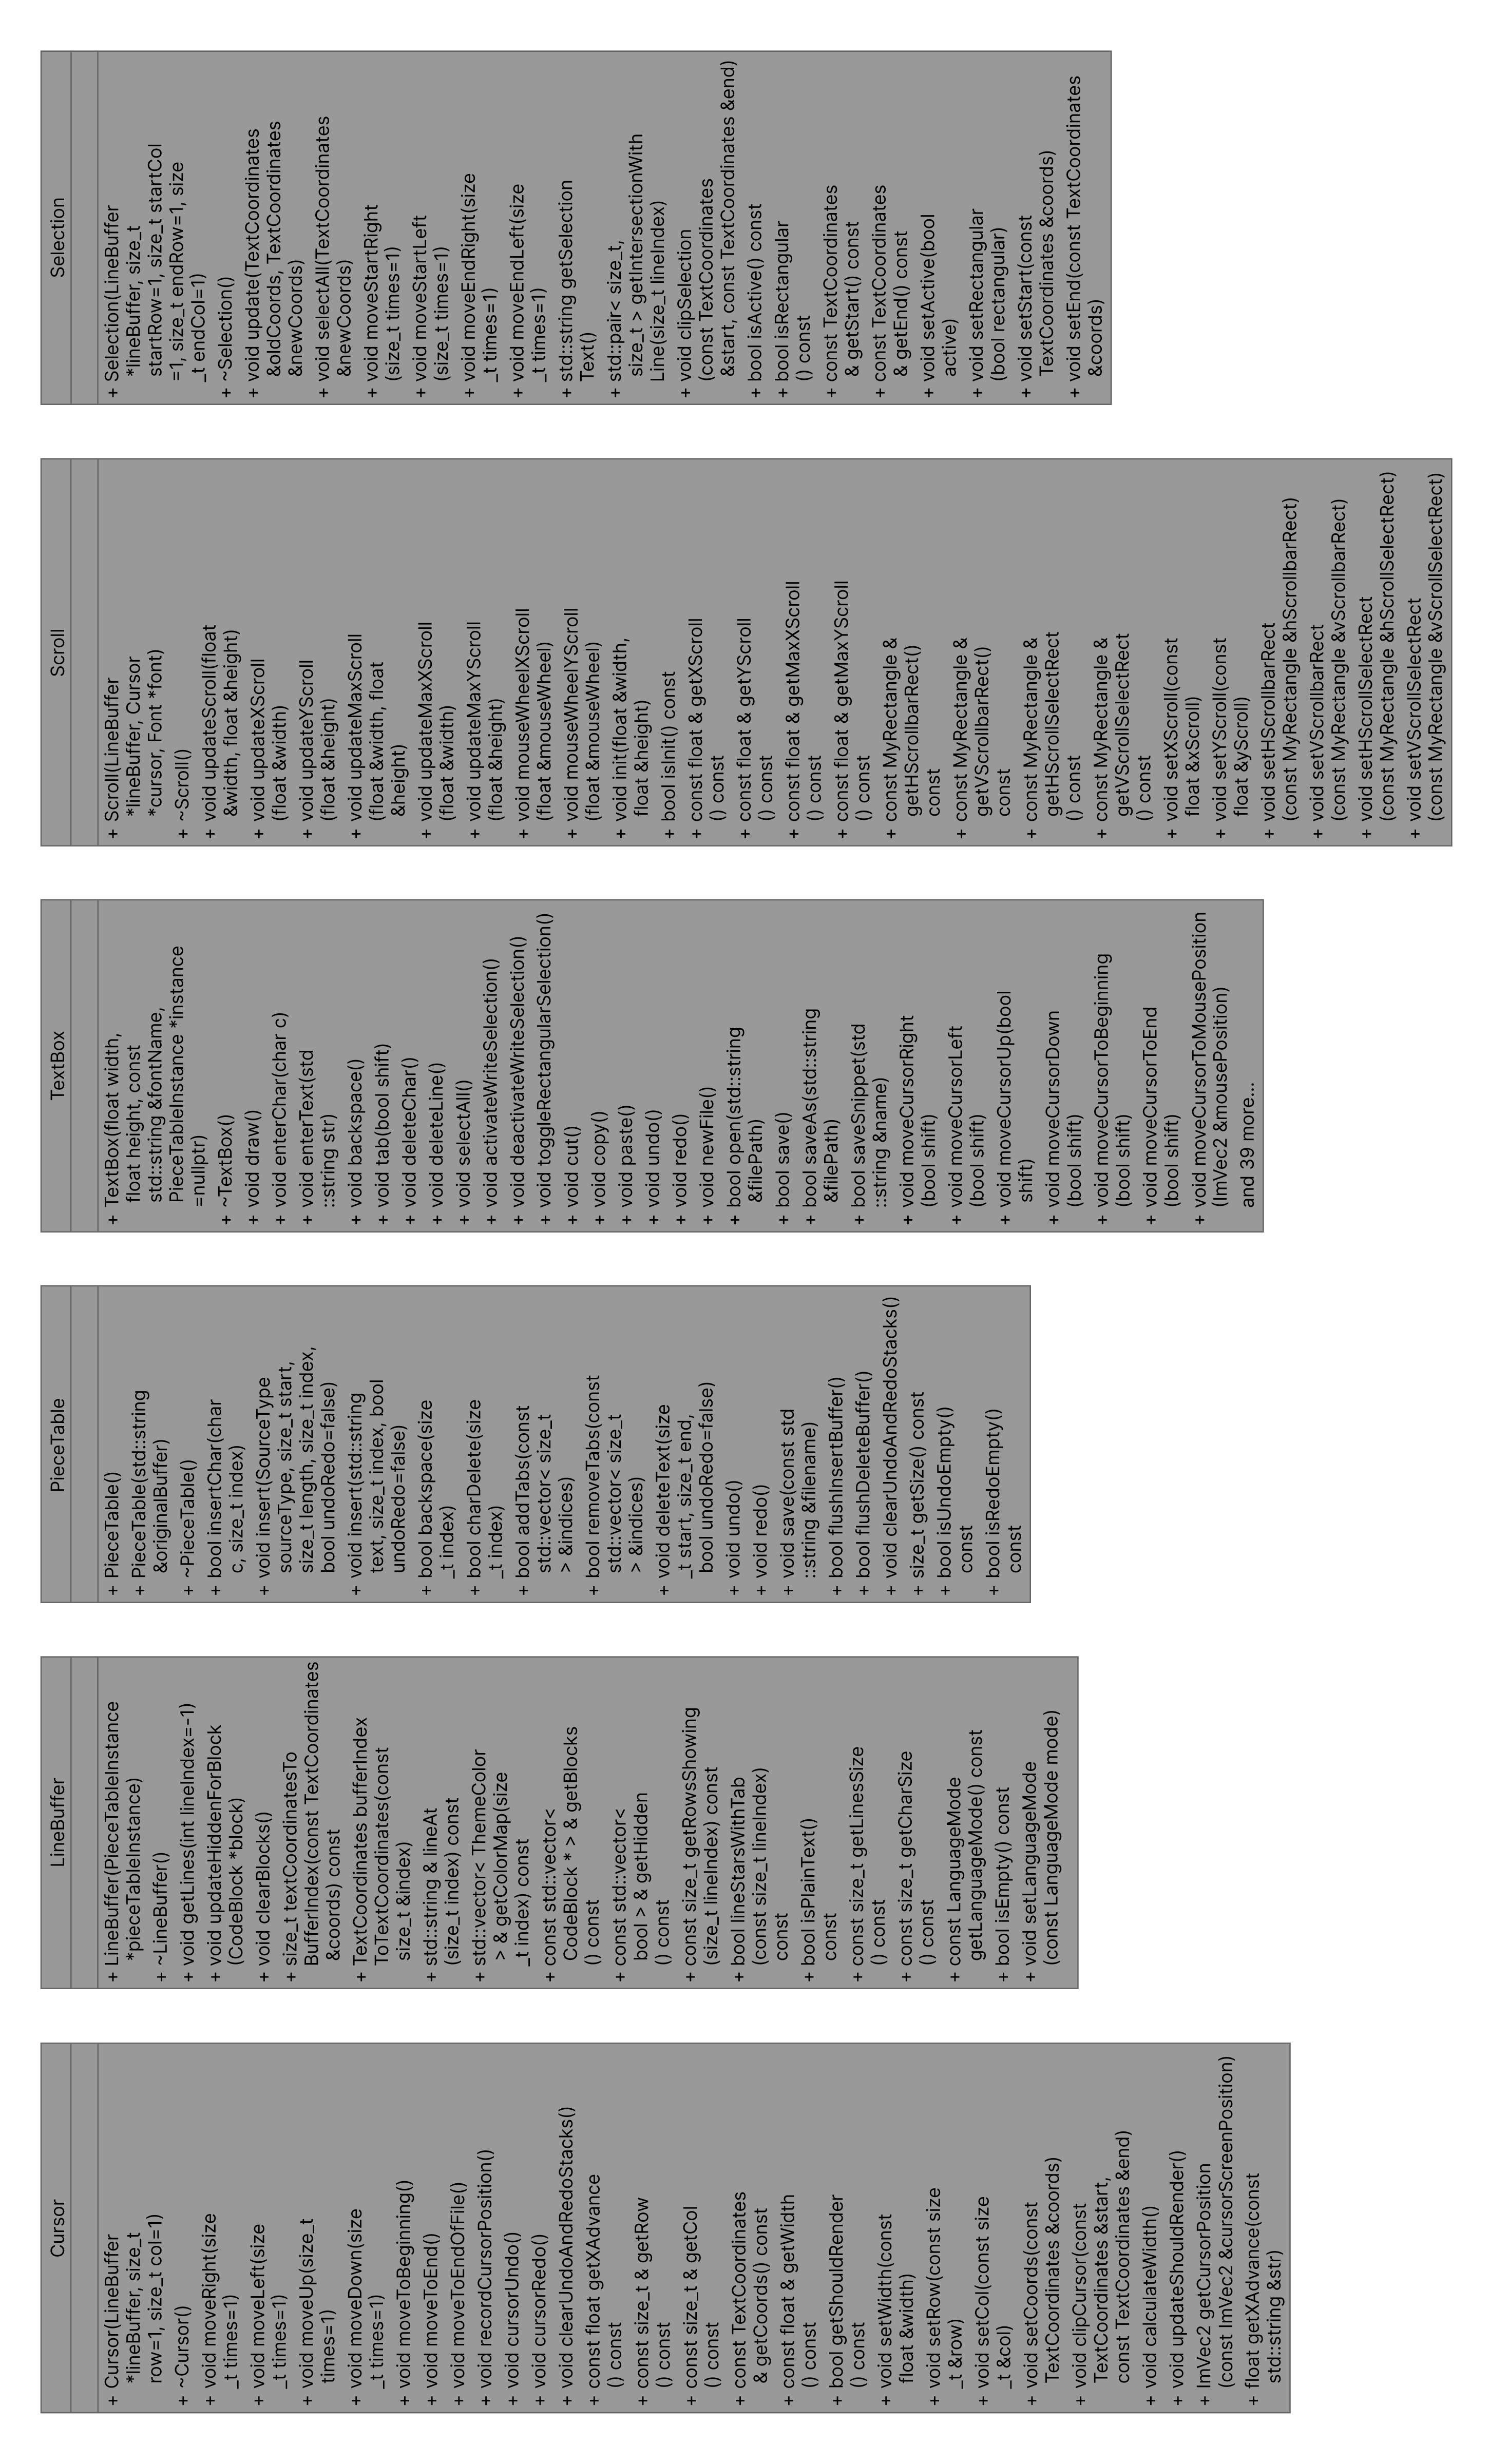 Cursor
+ Cursor(LineBuffer
*lineBuffer, size_t
row=1, size_t col=1)
+ ~Cursor()
+ void moveRight(size
_t times=1)
+ void moveLeft(size
_t times=1)
+ void moveUp(size_t
times=1)
+ void moveDown(size
_t times=1)
+ void moveToBeginning()
+ void moveToEnd()
+ void moveToEndOfFile()
+ void recordCursorPosition()
+ void cursorUndo()
+ void cursorRedo()
+ void clearUndoAndRedoStacks()
+ const float getXAdvance
() const
+ const size_t & getRow
() const
+ const size_t & getCol
() const
+ const TextCoordinates
& getCoords() const
+ const float & getWidth
() const
+ bool getShouldRender
() const
+ void setWidth(const
float &width)
+ void setRow(const size
_t &row)
+ void setCol(const size
_t &col)
+ void setCoords(const
TextCoordinates &coords)
+ void clipCursor(const
TextCoordinates &start,
const TextCoordinates &end)
+ void calculateWidth()
+ void updateShouldRender()
+ ImVec2 getCursorPosition
(const ImVec2 &cursorScreenPosition)
+ float getXAdvance(const
std::string &str)
LineBuffer
+ LineBuffer(PieceTableInstance
*pieceTableInstance)
+ ~LineBuffer()
+ void getLines(int lineIndex=-1)
+ void updateHiddenForBlock
(CodeBlock *block)
+ void clearBlocks()
+ size_t textCoordinatesTo
BufferIndex(const TextCoordinates
&coords) const
+ TextCoordinates bufferIndex
ToTextCoordinates(const
size_t &index)
+ std::string & lineAt
(size_t index) const
+ std::vector< ThemeColor
> & getColorMap(size
_t index) const
+ const std::vector<
CodeBlock * > & getBlocks
() const
+ const std::vector<
bool > & getHidden
() const
+ const size_t getRowsShowing
(size_t lineIndex) const
+ bool lineStarsWithTab
(const size_t lineIndex)
const
+ bool isPlainText()
const
+ const size_t getLinesSize
() const
+ const size_t getCharSize
() const
+ const LanguageMode
getLanguageMode() const
+ bool isEmpty() const
+ void setLanguageMode
(const LanguageMode mode)
PieceTable
+ PieceTable()
+ PieceTable(std::string
&originalBuffer)
+ ~PieceTable()
+ bool insertChar(char
c, size_t index)
+ void insert(SourceType
sourceType, size_t start,
size_t length, size_t index,
bool undoRedo=false)
+ void insert(std::string
text, size_t index, bool
undoRedo=false)
+ bool backspace(size
_t index)
+ bool charDelete(size
_t index)
+ bool addTabs(const
std::vector< size_t
> &indices)
+ bool removeTabs(const
std::vector< size_t
> &indices)
+ void deleteText(size
_t start, size_t end,
bool undoRedo=false)
+ void undo()
+ void redo()
+ void save(const std
::string &filename)
+ bool flushInsertBuffer()
+ bool flushDeleteBuffer()
+ void clearUndoAndRedoStacks()
+ size_t getSize() const
+ bool isUndoEmpty()
const
+ bool isRedoEmpty()
const
TextBox
+ TextBox(float width,
float height, const
std::string &fontName,
PieceTableInstance *instance
=nullptr)
+ ~TextBox()
+ void draw()
+ void enterChar(char c)
+ void enterText(std
::string str)
+ void backspace()
+ void tab(bool shift)
+ void deleteChar()
+ void deleteLine()
+ void selectAll()
+ void activateWriteSelection()
+ void deactivateWriteSelection()
+ void toggleRectangularSelection()
+ void cut()
+ void copy()
+ void paste()
+ void undo()
+ void redo()
+ void newFile()
+ bool open(std::string
&filePath)
+ bool save()
+ bool saveAs(std::string
&filePath)
+ bool saveSnippet(std
::string &name)
+ void moveCursorRight
(bool shift)
+ void moveCursorLeft
(bool shift)
+ void moveCursorUp(bool
shift)
+ void moveCursorDown
(bool shift)
+ void moveCursorToBeginning
(bool shift)
+ void moveCursorToEnd
(bool shift)
+ void moveCursorToMousePosition
(ImVec2 &mousePosition)
and 39 more...
Scroll
+ Scroll(LineBuffer
*lineBuffer, Cursor
*cursor, Font *font)
+ ~Scroll()
+ void updateScroll(float
&width, float &height)
+ void updateXScroll
(float &width)
+ void updateYScroll
(float &height)
+ void updateMaxScroll
(float &width, float
&height)
+ void updateMaxXScroll
(float &width)
+ void updateMaxYScroll
(float &height)
+ void mouseWheelXScroll
(float &mouseWheel)
+ void mouseWheelYScroll
(float &mouseWheel)
+ void init(float &width,
float &height)
+ bool isInit() const
+ const float & getXScroll
() const
+ const float & getYScroll
() const
+ const float & getMaxXScroll
() const
+ const float & getMaxYScroll
() const
+ const MyRectangle &
getHScrollbarRect()
const
+ const MyRectangle &
getVScrollbarRect()
const
+ const MyRectangle &
getHScrollSelectRect
() const
+ const MyRectangle &
getVScrollSelectRect
() const
+ void setXScroll(const
float &xScroll)
+ void setYScroll(const
float &yScroll)
+ void setHScrollbarRect
(const MyRectangle &hScrollbarRect)
+ void setVScrollbarRect
(const MyRectangle &vScrollbarRect)
+ void setHScrollSelectRect
(const MyRectangle &hScrollSelectRect)
+ void setVScrollSelectRect
(const MyRectangle &vScrollSelectRect)
Selection
+ Selection(LineBuffer
*lineBuffer, size_t
startRow=1, size_t startCol
=1, size_t endRow=1, size
_t endCol=1)
+ ~Selection()
+ void update(TextCoordinates
&oldCoords, TextCoordinates
&newCoords)
+ void selectAll(TextCoordinates
&newCoords)
+ void moveStartRight
(size_t times=1)
+ void moveStartLeft
(size_t times=1)
+ void moveEndRight(size
_t times=1)
+ void moveEndLeft(size
_t times=1)
+ std::string getSelection
Text()
+ std::pair< size_t,
size_t > getIntersectionWith
Line(size_t lineIndex)
+ void clipSelection
(const TextCoordinates
&start, const TextCoordinates &end)
+ bool isActive() const
+ bool isRectangular
() const
+ const TextCoordinates
& getStart() const
+ const TextCoordinates
& getEnd() const
+ void setActive(bool
active)
+ void setRectangular
(bool rectangular)
+ void setStart(const
TextCoordinates &coords)
+ void setEnd(const TextCoordinates
&coords)